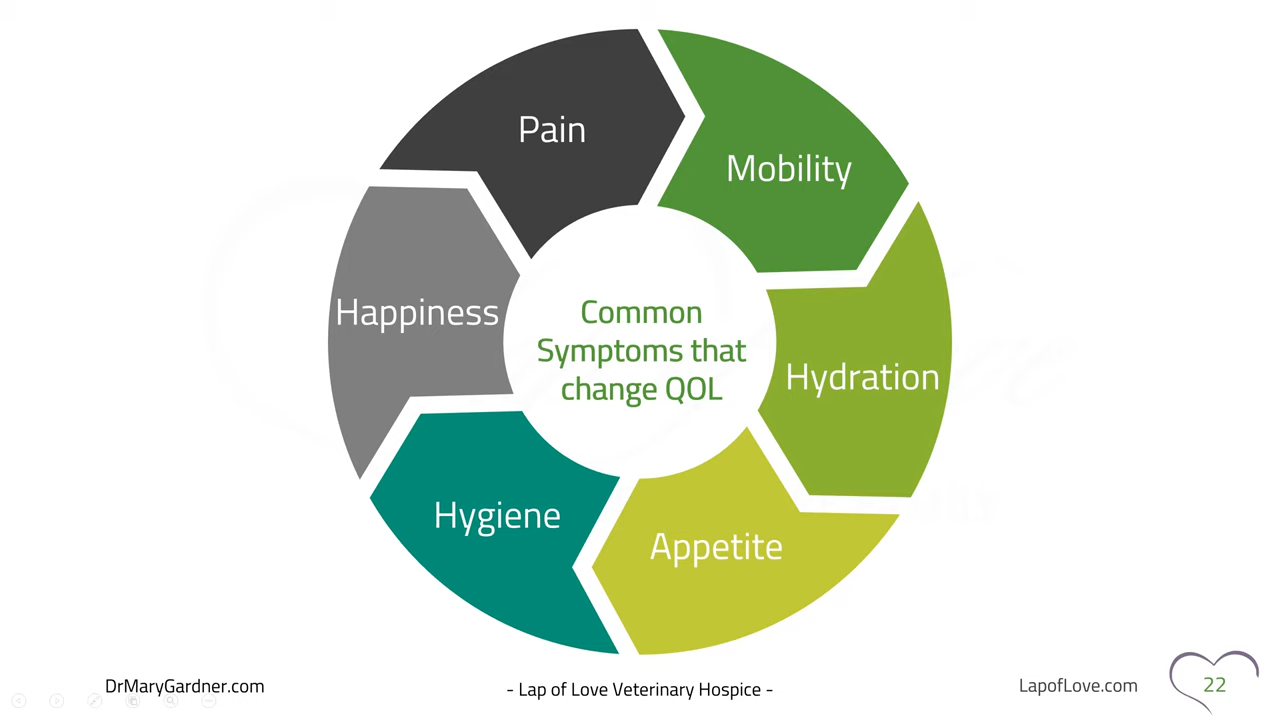 Pain
Mobility
Happiness
Common
Symptoms that
change QOL
Hydration
Hygiene
Appetite
DrMaryGardner.com
- Lap of Love Veterinary Hospice -
LapofLove.com
22